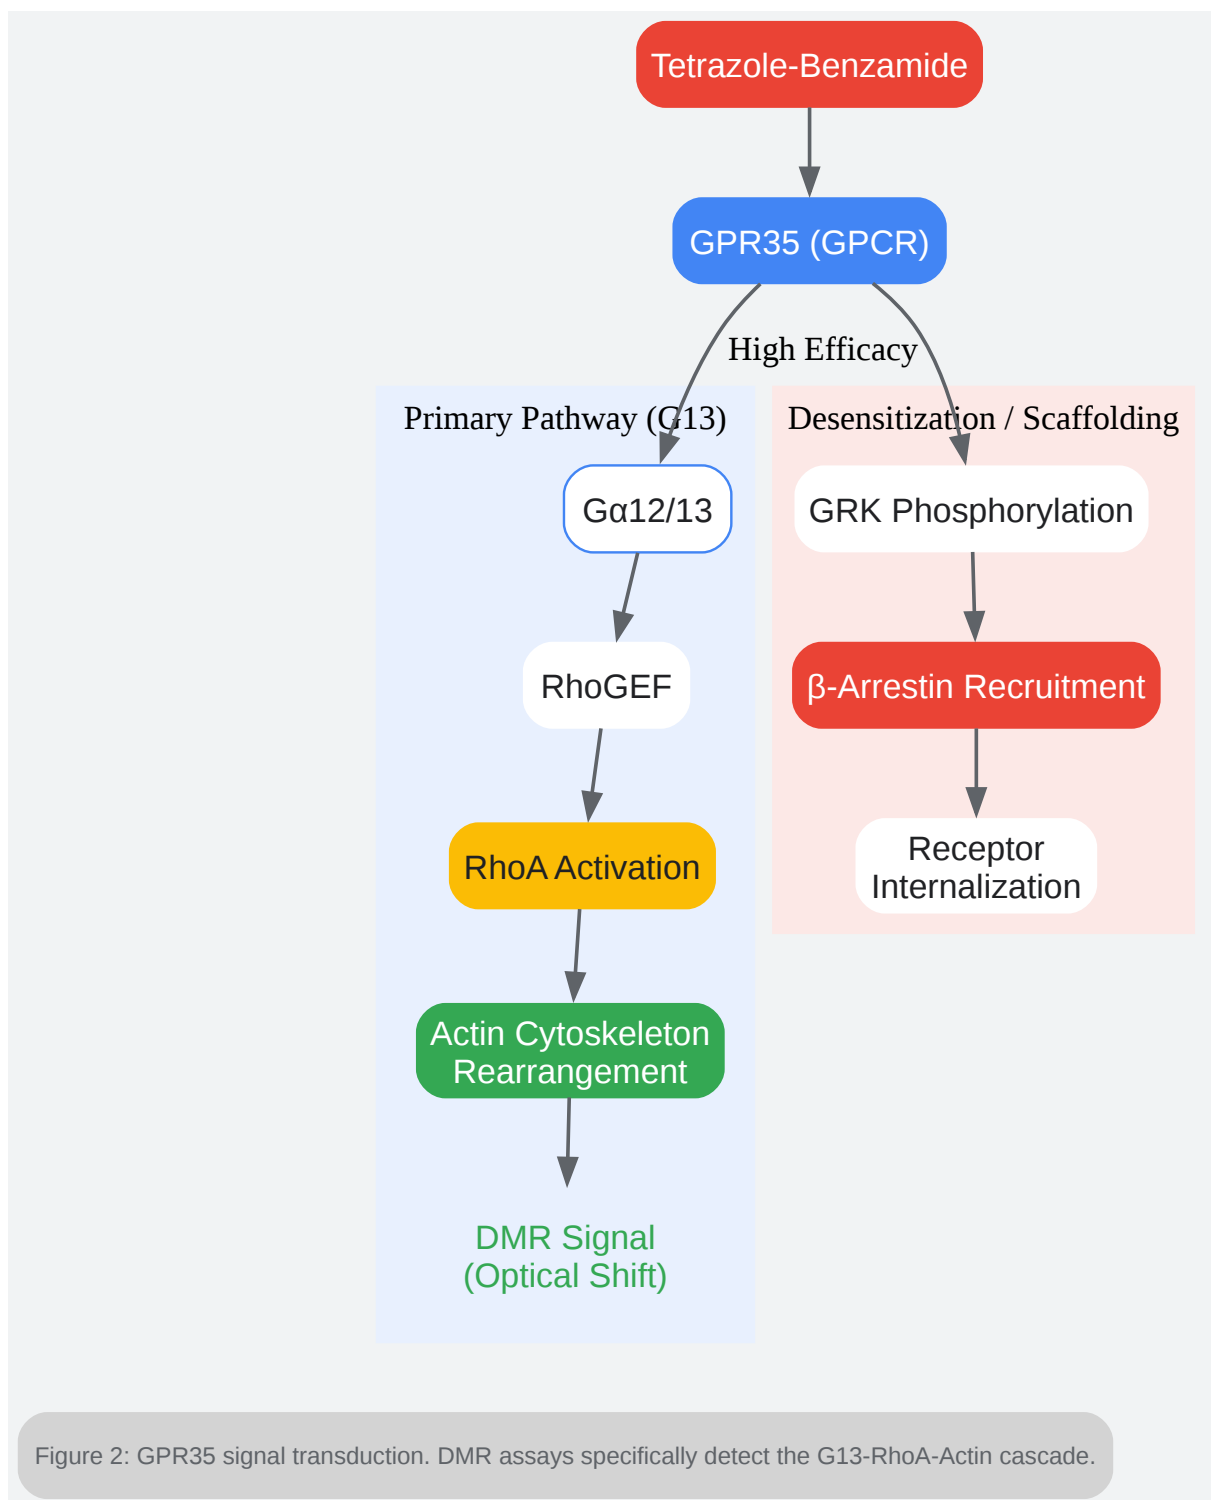 Tetrazole-Benzamide
GPR35 (GPCR)
High Efficacy
Primary Pathway (G13)
Gα12/13
RhoGEF
RhoA Activation
Actin Cytoskeleton
Rearrangement
DMR Signal
(Optical Shift)
Desensitization / Scaffolding
GRK Phosphorylation
β-Arrestin Recruitment
Receptor
Internalization
Figure 2: GPR35 signal transduction. DMR assays specifically detect the G13-RhoA-Actin cascade.